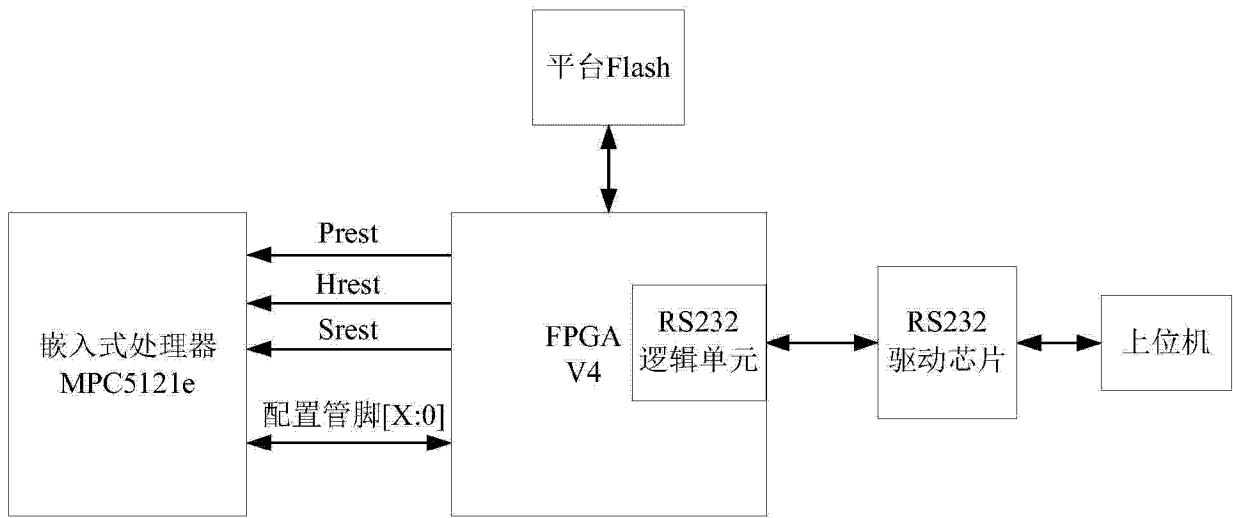 平台Flash
Prest
Hrest
Srest
配置管脚[X:0]
嵌入式处理器
MPC5121e
FPGA
V4
RS232
逻辑单元
RS232
驱动芯片
上位机